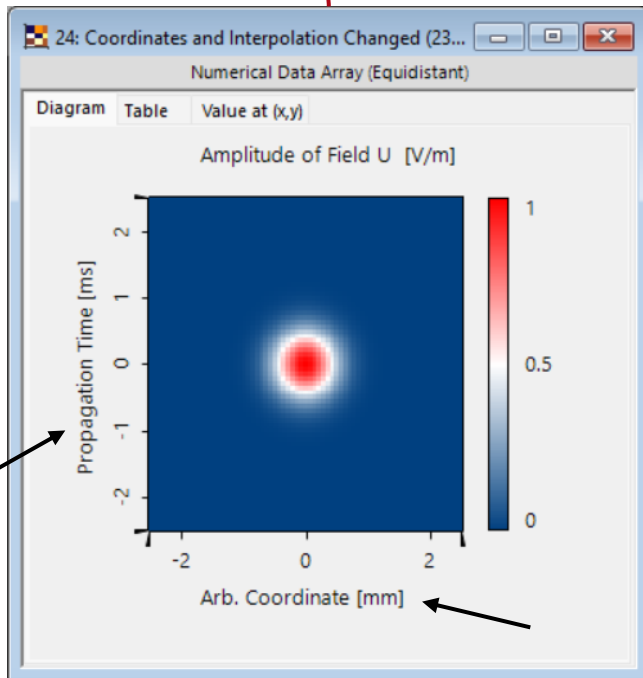 24: Coordinates and Interpolation Changed (23...
Numerical Data Array (Equidistant)
Diagram Table Value at (x,y)
Amplitude of Field U [V/m]
Propagation Time [ms]
2
1
0
-1
-2
-2 0 2
Arb. Coordinate [mm]
1
0.5
0